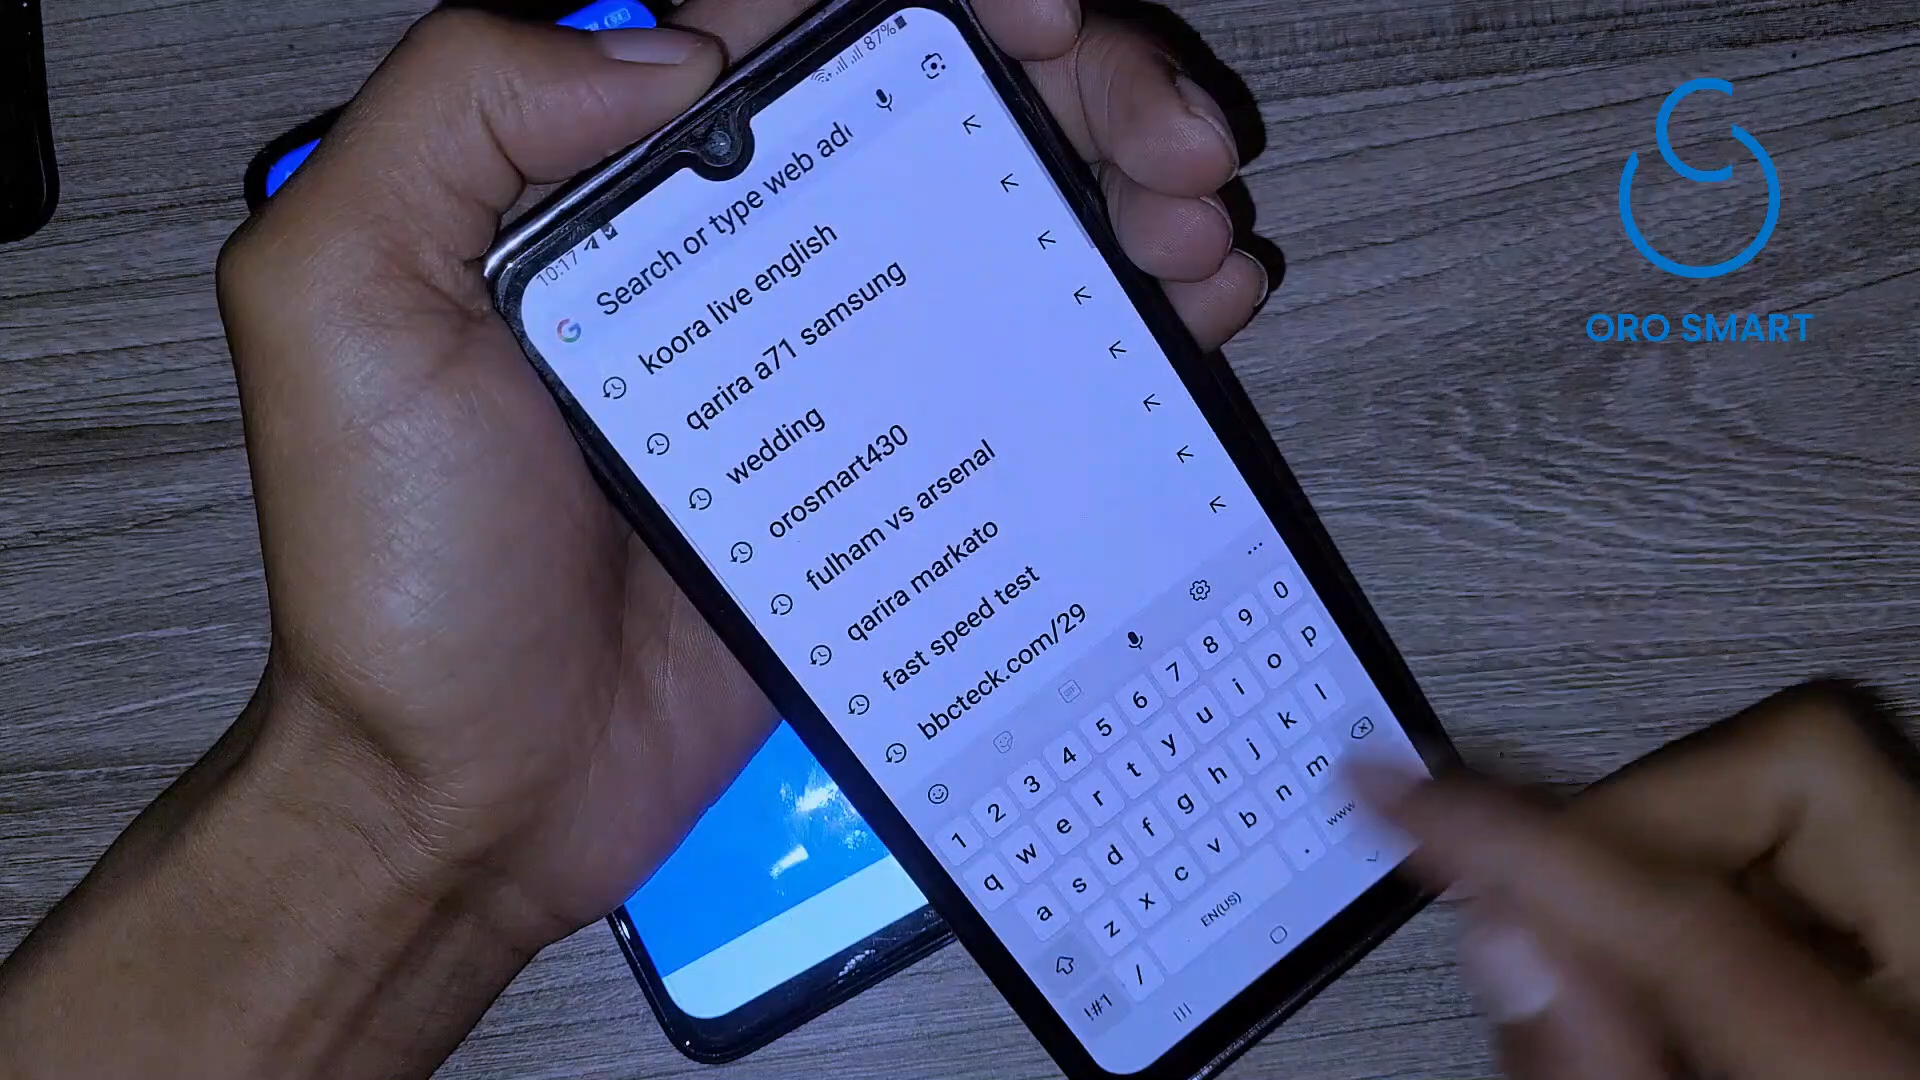 10:17
87%
Search or type web ad
koora live english
qarira a71 samsung
wedding
orosmart430
fulham vs arsenal
qarira markato
fast speed test
bbcteck.com/29
GIF
1 2 3 4 5 6 7 8 9 0
q w e r t y u i o p
a s d f g h j k l
z x c v b n m
!#1 / EN(US) . www
ORO SMART